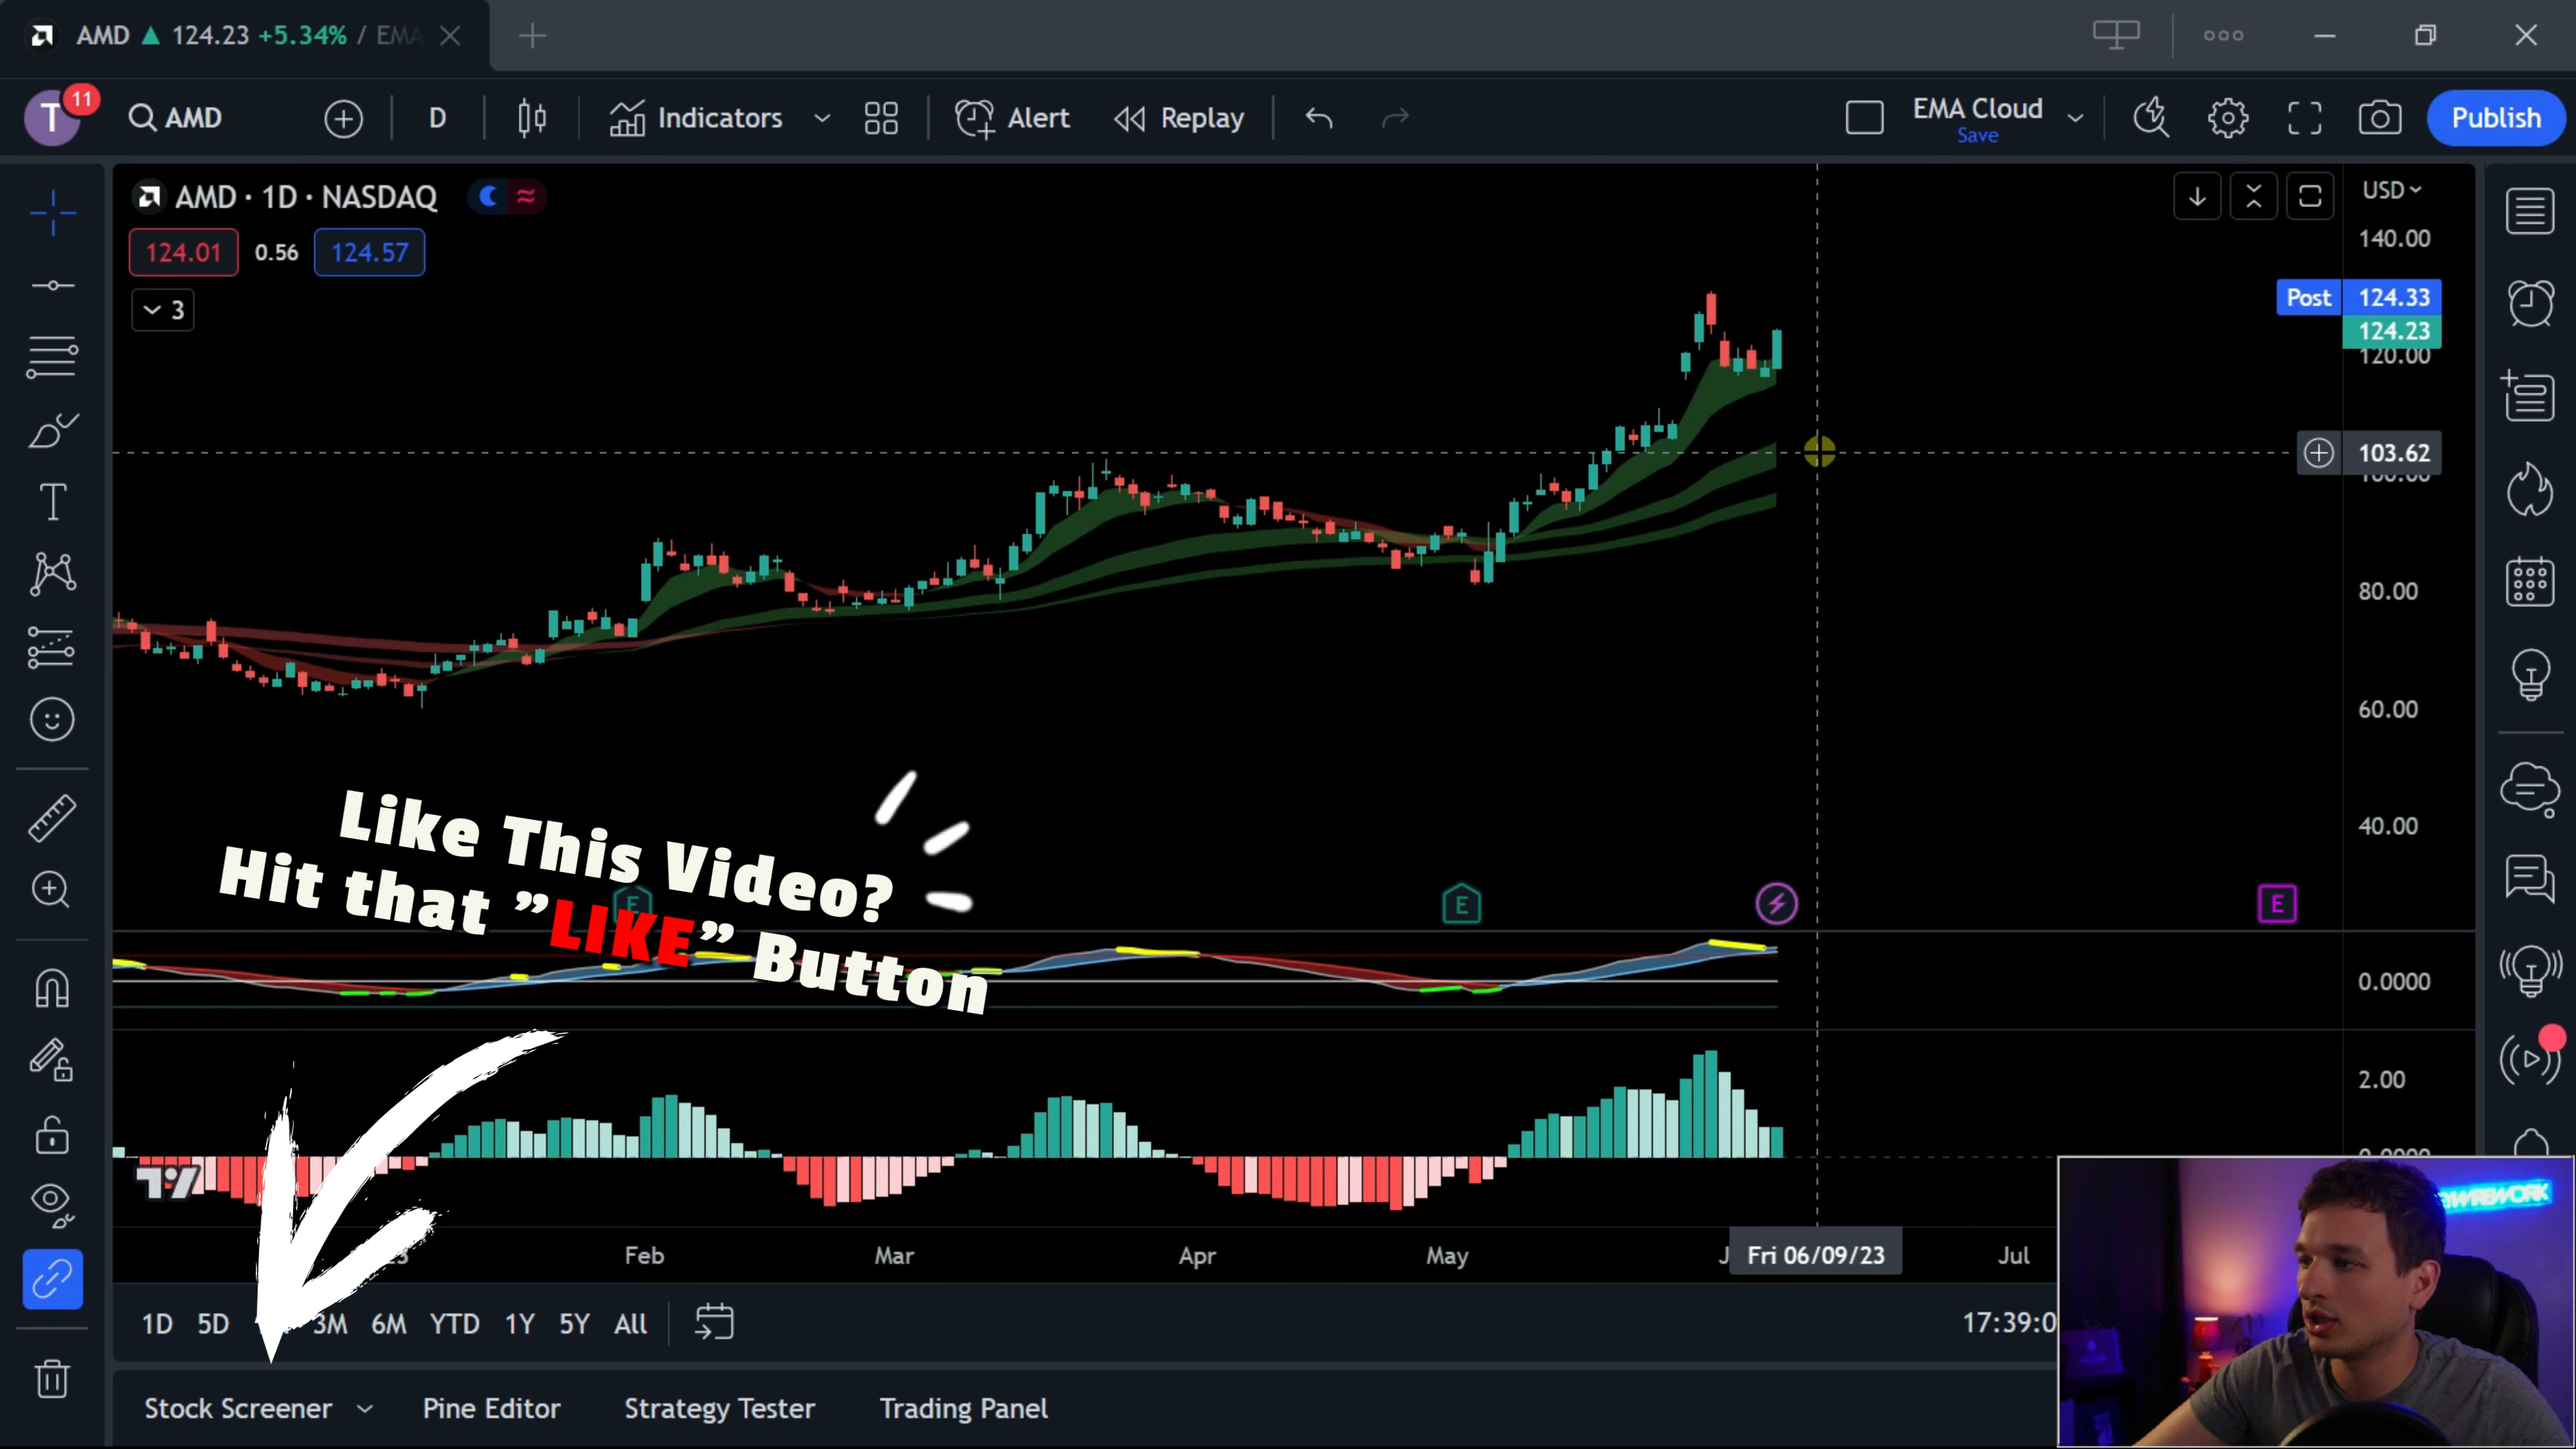 AMD ▲ 124.23 +5.34% / EMA
T
11
AMD
D
Indicators
Alert
Replay
EMA Cloud
Save
Publish
AMD · 1D · NASDAQ
USD
124.01
0.56
124.57
3
140.00
Post 124.33
124.23
120.00
103.62
80.00
60.00
40.00
Like This Video?
Hit that ”LIKE” Button
E
E
E
0.0000
2.00
Feb
Mar
Apr
May
Fri 06/09/23
Jul
1D
5D
3M
6M
YTD
1Y
5Y
All
17:39:0
Stock Screener
Pine Editor
Strategy Tester
Trading Panel